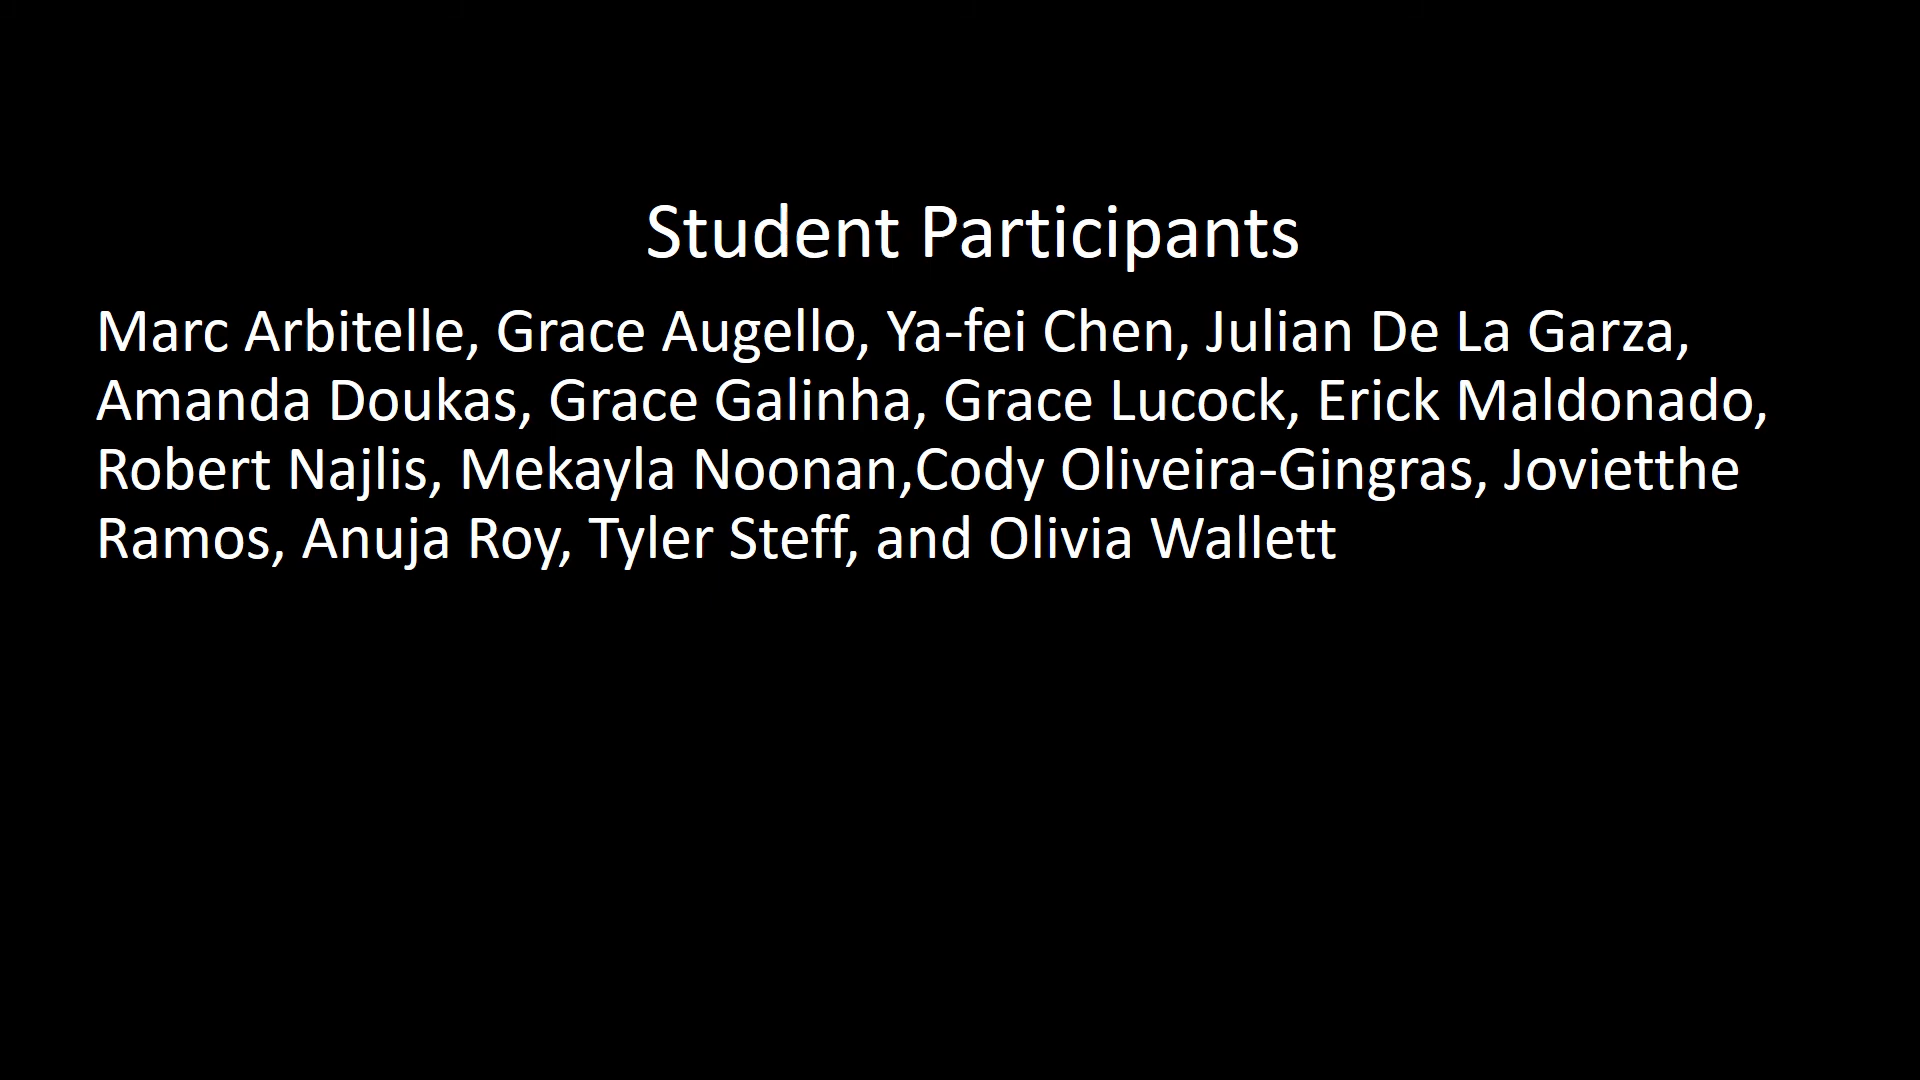 Student Participants
Marc Arbitelle, Grace Augello, Ya-fei Chen, Julian De La Garza,
Amanda Doukas, Grace Galinha, Grace Lucock, Erick Maldonado,
Robert Najlis, Mekayla Noonan,Cody Oliveira-Gingras, Jovietthe
Ramos, Anuja Roy, Tyler Steff, and Olivia Wallett